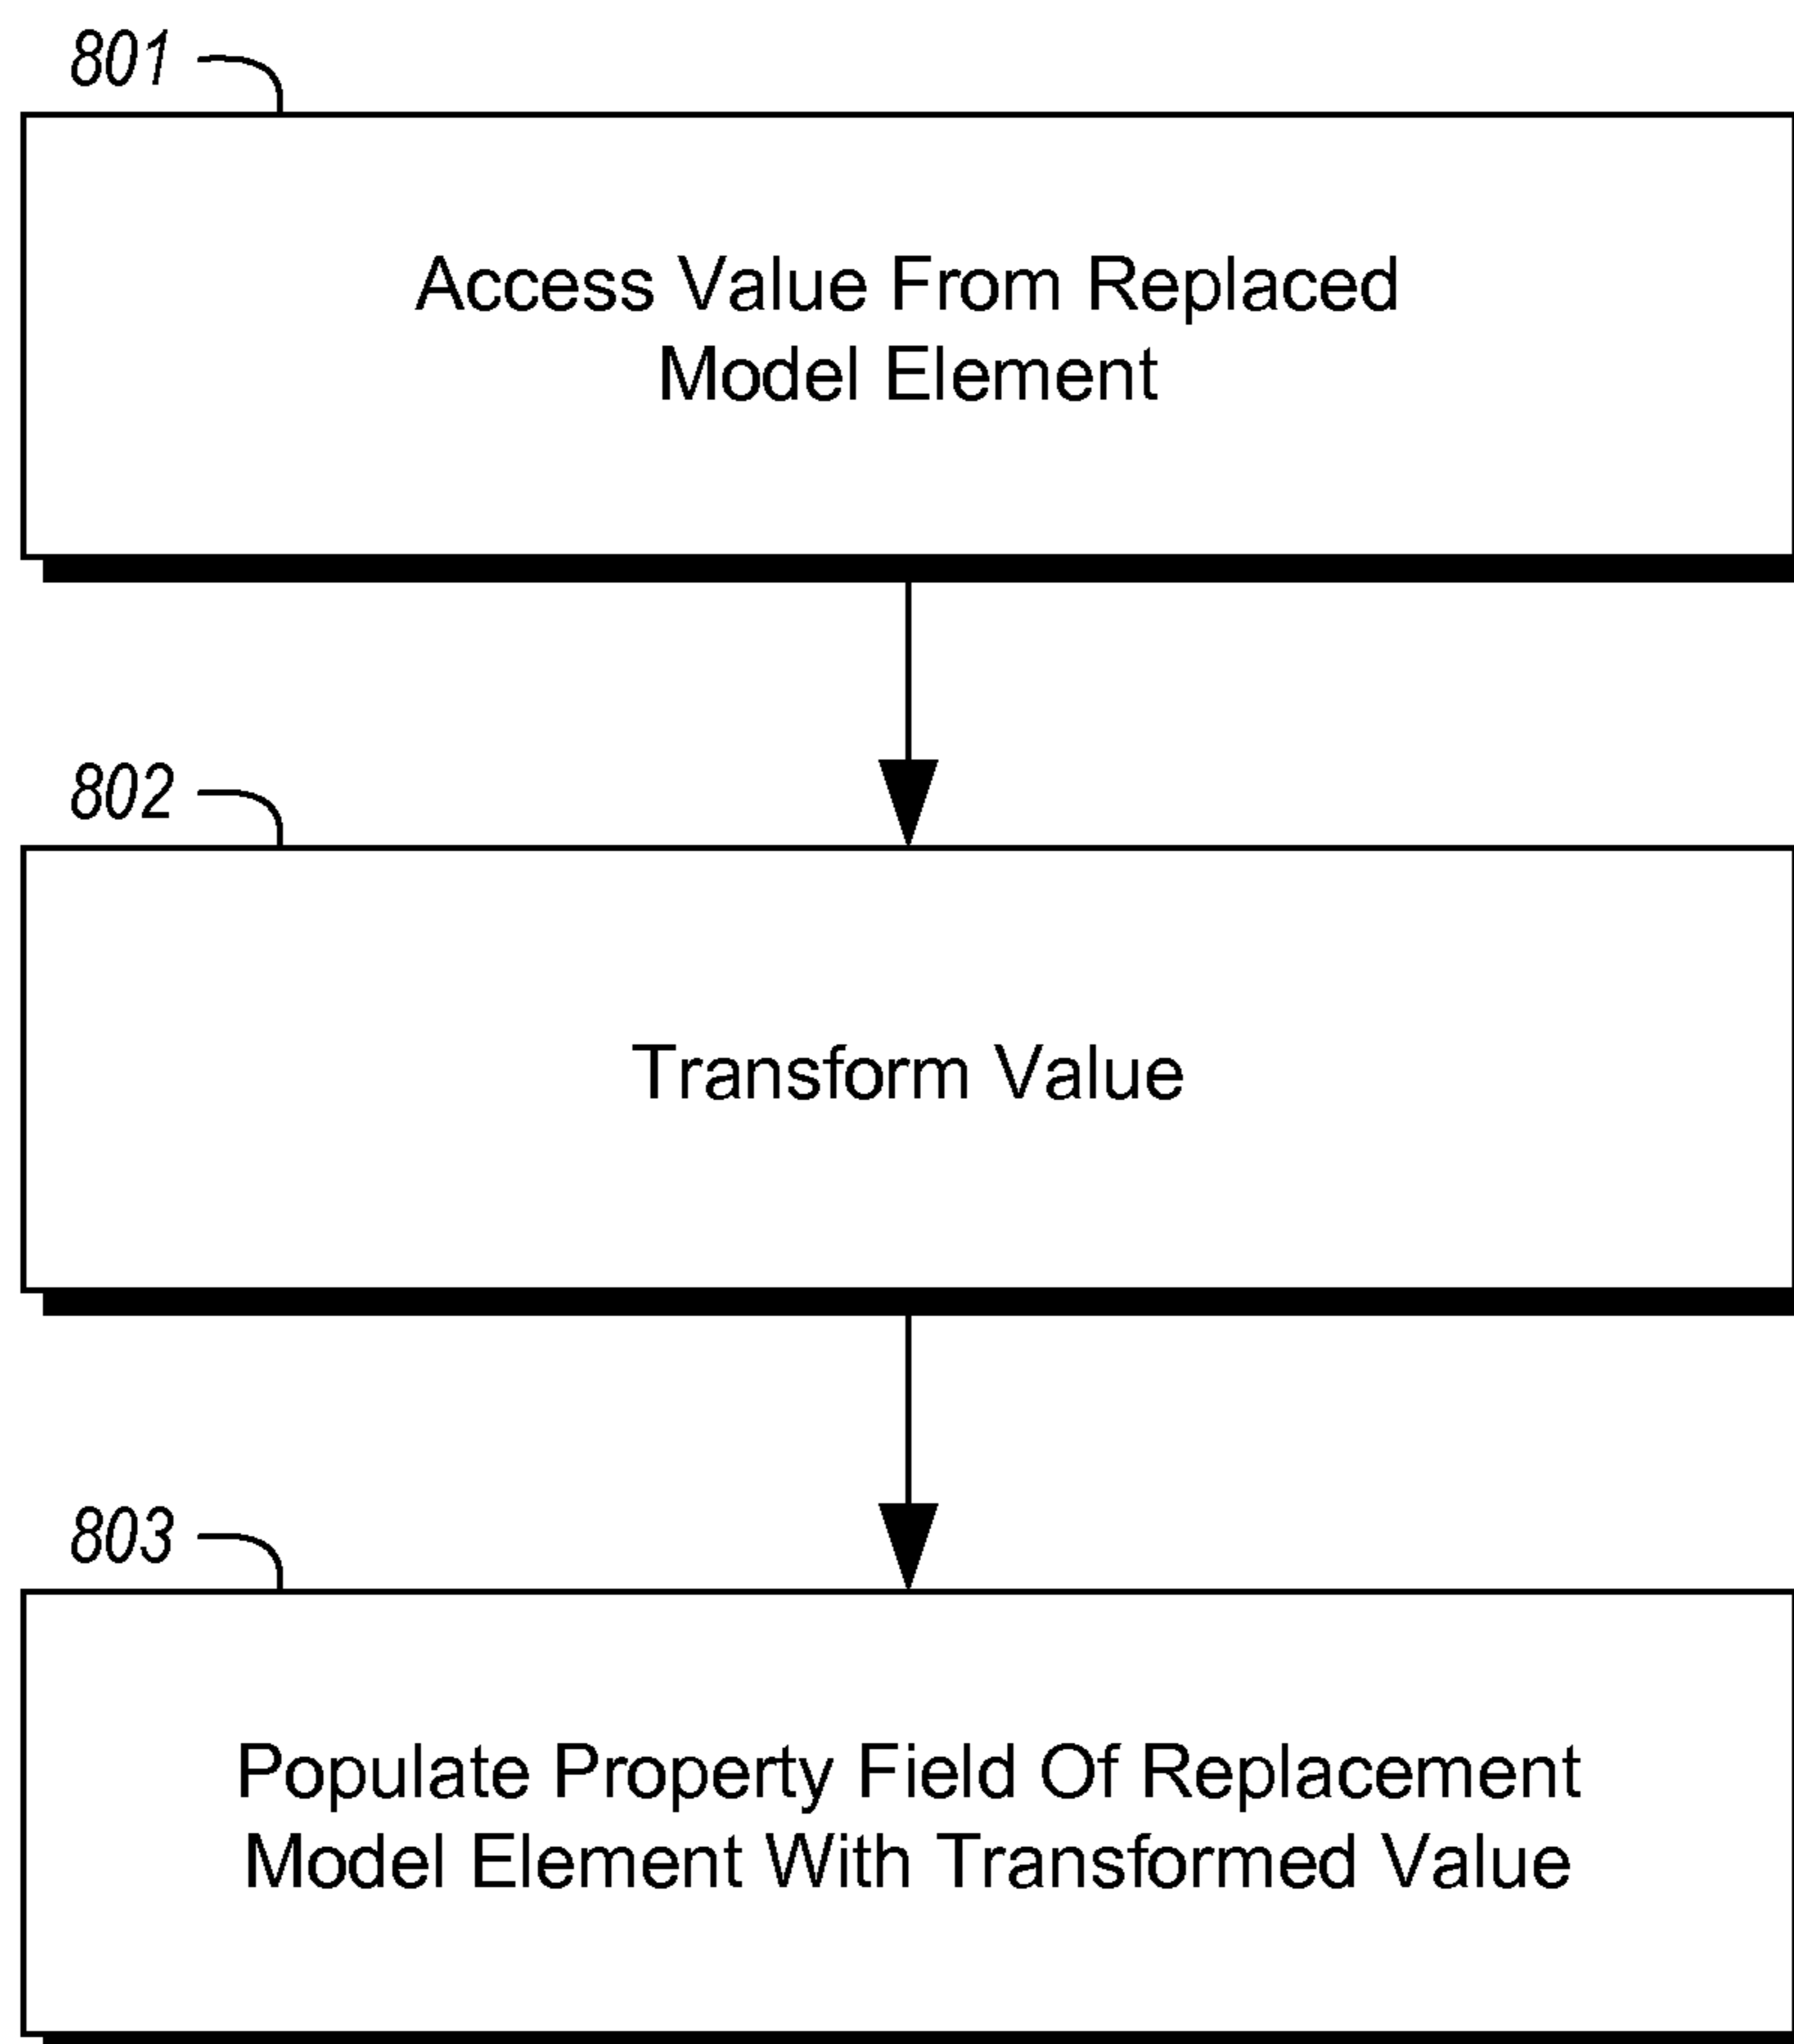 801
Access Value From Replaced
Model Element
802
Transform Value
803
Populate Property Field Of Replacement
Model Element With Transformed Value